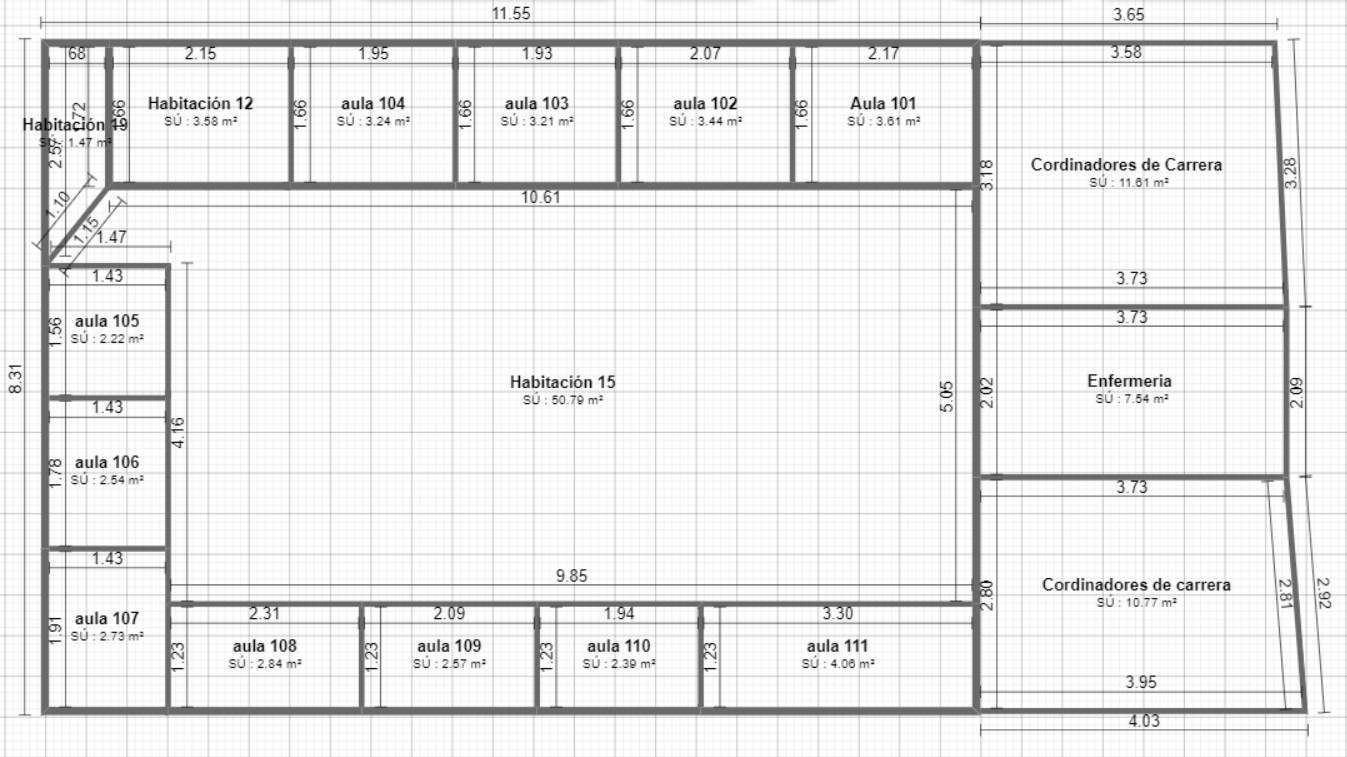 11.55
3.65
68
2.15
1.95
1.93
2.07
2.17
3.58
Habitación 19
SÚ : 1.47 m²
1.72
2.57
.66
Habitación 12
SÚ : 3.58 m²
1.66
aula 104
SÚ : 3.24 m²
1.66
aula 103
SÚ : 3.21 m²
1.66
aula 102
SÚ : 3.44 m²
1.66
Aula 101
SÚ : 3.61 m²
3.18
Cordinadores de Carrera
SÚ : 11.61 m²
3.28
1.10
1.15
1.47
10.61
1.43
1.56
aula 105
SÚ : 2.22 m²
3.73
3.73
8.31
4.16
Habitación 15
SÚ : 50.79 m²
5.05
2.02
Enfermeria
SÚ : 7.54 m²
2.09
1.43
1.78
aula 106
SÚ : 2.54 m²
3.73
1.43
1.91
aula 107
SÚ : 2.73 m²
9.85
2.31
2.09
1.94
3.30
1.23
aula 108
SÚ : 2.84 m²
1.23
aula 109
SÚ : 2.57 m²
1.23
aula 110
SÚ : 2.39 m²
1.23
aula 111
SÚ : 4.06 m²
2.80
Cordinadores de carrera
SÚ : 10.77 m²
2.81
2.92
3.95
4.03